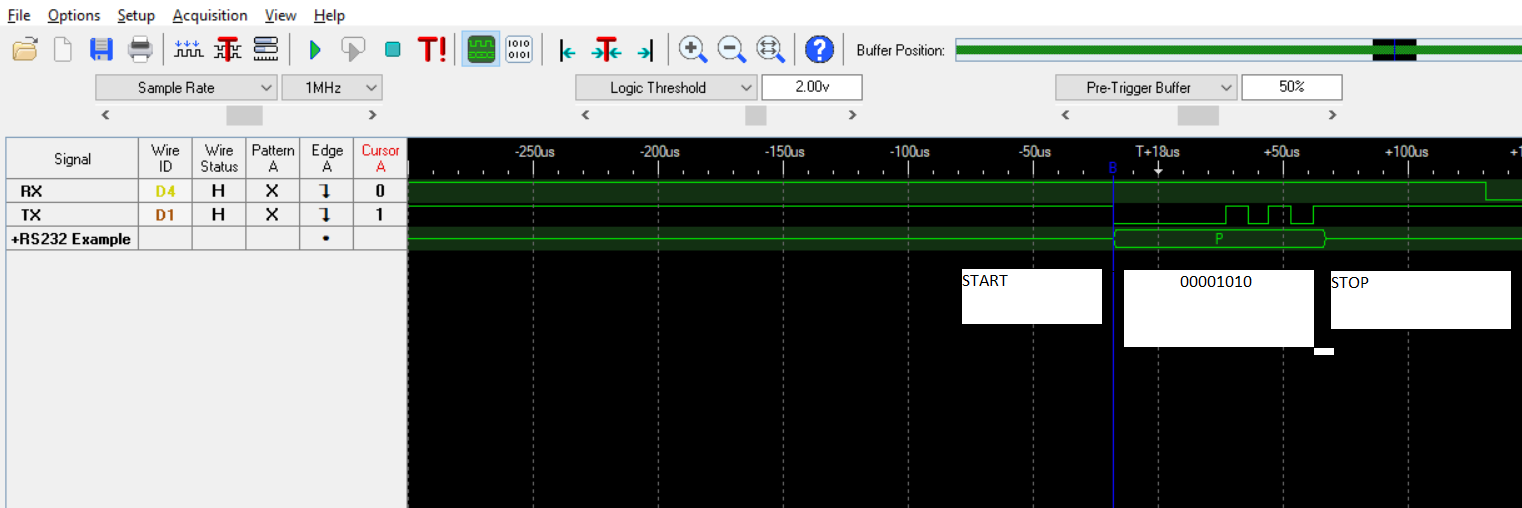 File Options Setup Acquisition View Help
T! 1010 0101 ? Buffer Position:
Sample Rate 1MHz Logic Threshold 2.00v Pre-Trigger Buffer 50%
Signal Wire ID Wire Status Pattern A Edge A Cursor A
-250us -200us -150us -100us -50us T+18us +50us +100us +1
B
RX D4 H X 0
TX D1 H X 1
+RS232 Example P
START 00001010 STOP